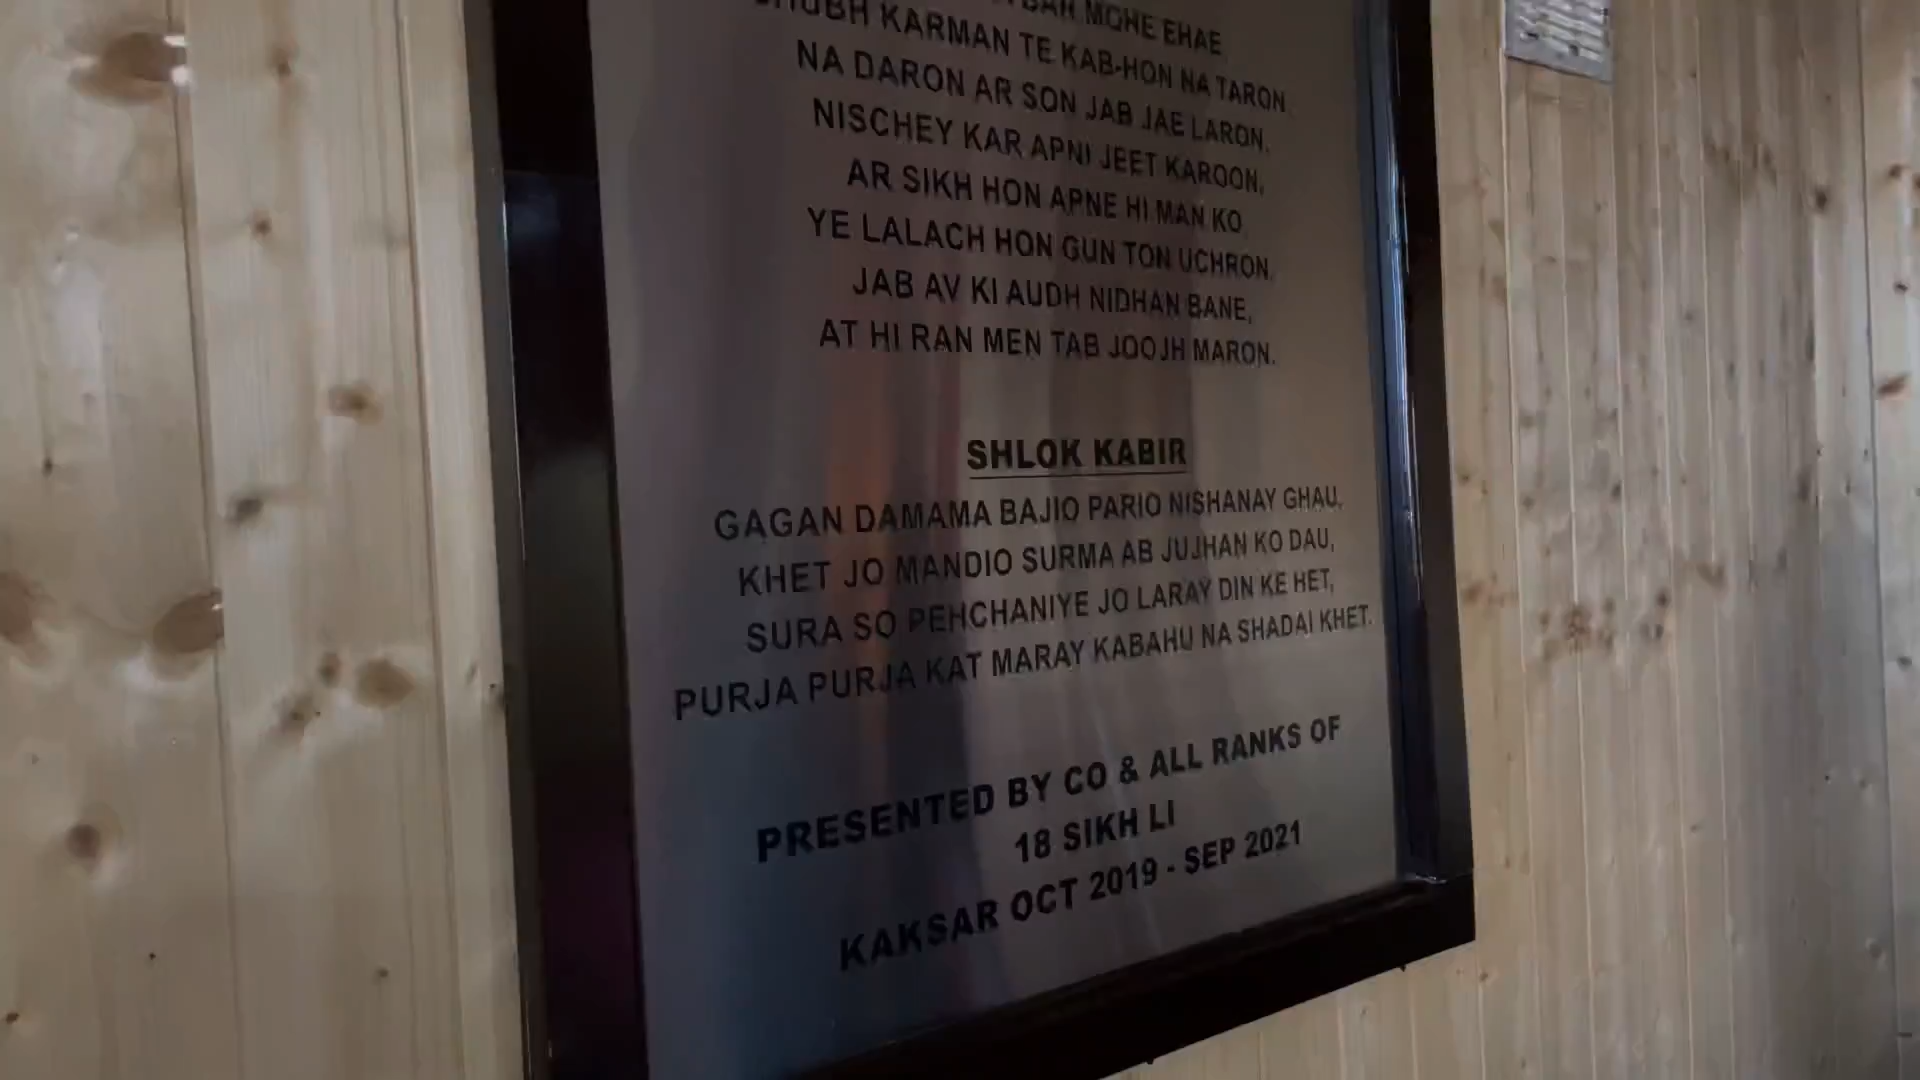 BAR MOHE EHAE
SHUBH KARMAN TE KAB-HON NA TARON.
NA DARON AR SON JAB JAE LARON,
NISCHEY KAR APNI JEET KAROON,
AR SIKH HON APNE HI MAN KO
YE LALACH HON GUN TON UCHRON,
JAB AV KI AUDH NIDHAN BANE,
AT HI RAN MEN TAB JOOJH MARON.
SHLOK KABIR
GAGAN DAMAMA BAJIO PARIO NISHANAY GHAU,
KHET JO MANDIO SURMA AB JUJHAN KO DAU,
SURA SO PEHCHANIYE JO LARAY DIN KE HET,
PURJA PURJA KAT MARAY KABAHU NA SHADAI KHET.
PRESENTED BY CO & ALL RANKS OF
18 SIKH LI
KAKSAR OCT 2019 - SEP 2021